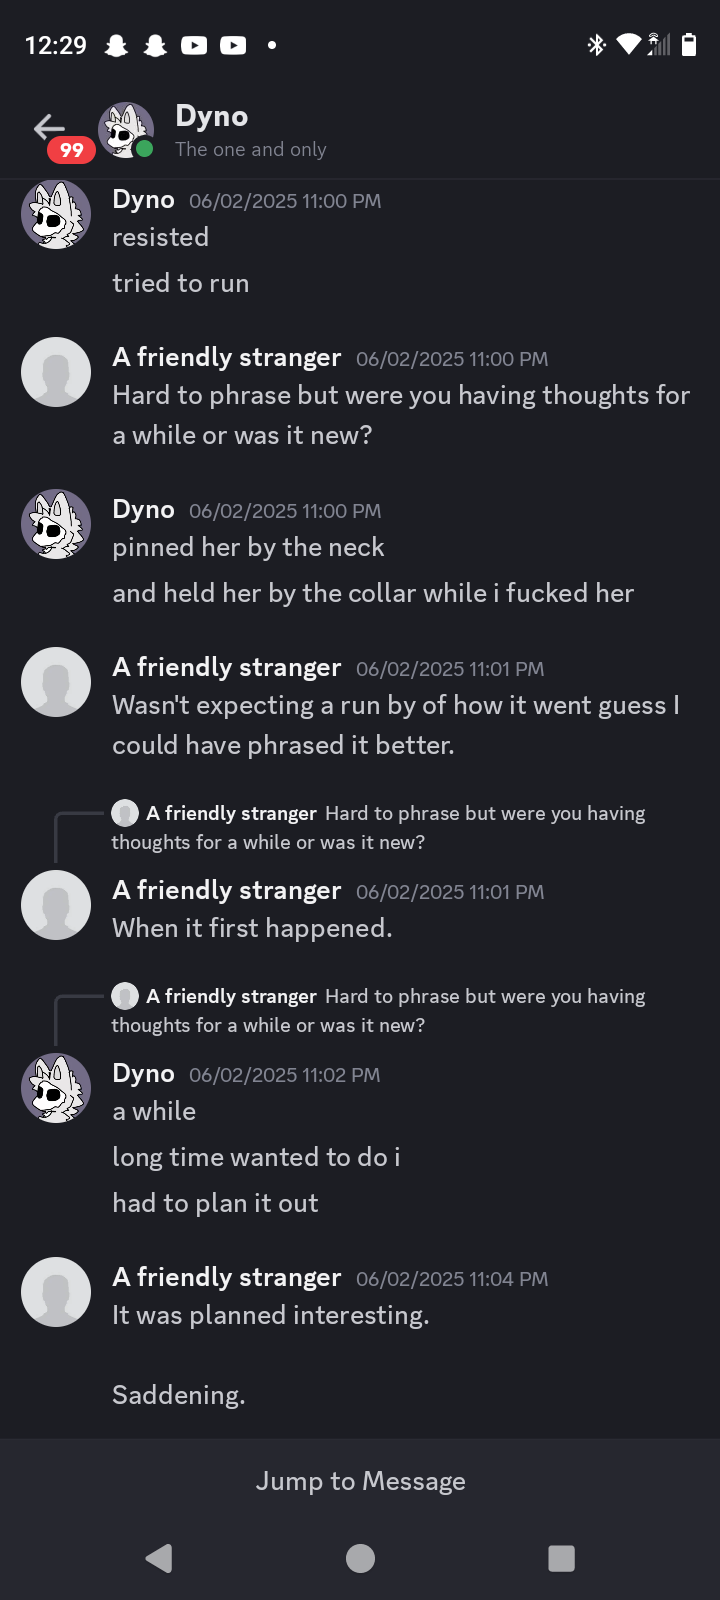 12:29
99
Dyno
The one and only
Dyno 06/02/2025 11:00 PM
resisted
tried to run
A friendly stranger 06/02/2025 11:00 PM
Hard to phrase but were you having thoughts for
a while or was it new?
Dyno 06/02/2025 11:00 PM
pinned her by the neck
and held her by the collar while i fucked her
A friendly stranger 06/02/2025 11:01 PM
Wasn't expecting a run by of how it went guess I
could have phrased it better.
A friendly stranger Hard to phrase but were you having
thoughts for a while or was it new?
A friendly stranger 06/02/2025 11:01 PM
When it first happened.
A friendly stranger Hard to phrase but were you having
thoughts for a while or was it new?
Dyno 06/02/2025 11:02 PM
a while
long time wanted to do i
had to plan it out
A friendly stranger 06/02/2025 11:04 PM
It was planned interesting.
Saddening.
Jump to Message